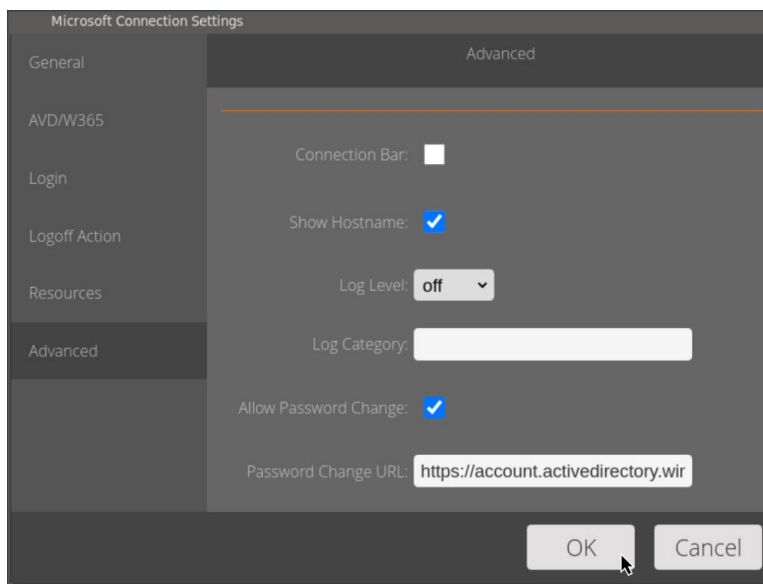 Microsoft Connection Settings
General
AVD/W365
Login
Logoff Action
Resources
Advanced
Advanced
Connection Bar:
Show Hostname:
Log Level: off
Log Category:
Allow Password Change:
Password Change URL: https://account.activedirectory.wir
OK Cancel